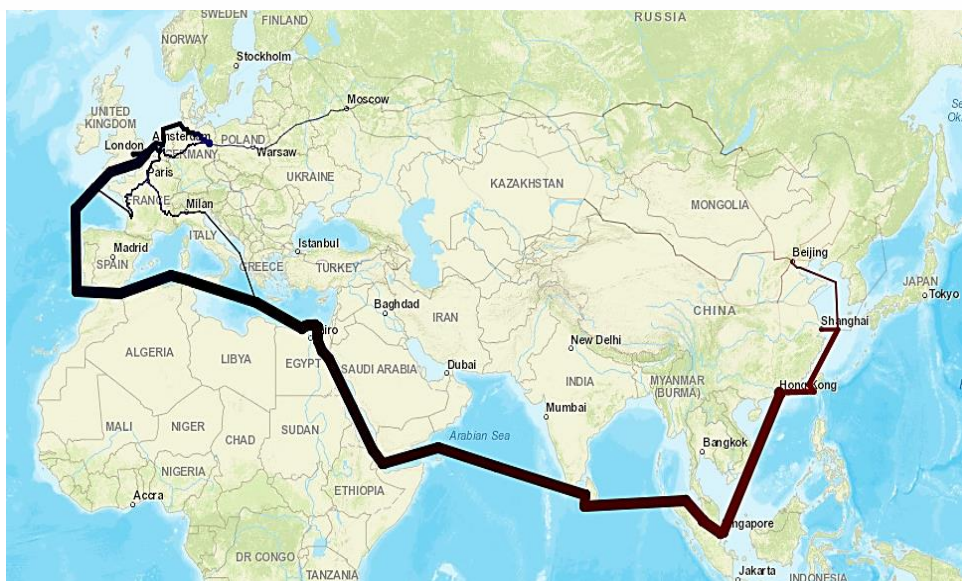 SWEDEN
FINLAND
NORWAY
RUSSIA
Stockholm
Moscow
UNITED
KINGDOM
Amsterdam
London
POLAND
GERMANY
Warsaw
Paris
UKRAINE
KAZAKHSTAN
FRANCE
Milan
MONGOLIA
ITALY
Istanbul
Beijing
Madrid
SPAIN
GREECE
TURKEY
JAPAN
Tokyo
Baghdad
IRAN
CHINA
Shanghai
ALGERIA
LIBYA
EGYPT
New Delhi
SAUDI ARABIA
Dubai
INDIA
MYANMAR
(BURMA)
Hong Kong
Mumbai
MALI
NIGER
CHAD
SUDAN
Arabian Sea
Bangkok
NIGERIA
Accra
ETHIOPIA
DR CONGO
TANZANIA
Jakarta
INDONESIA